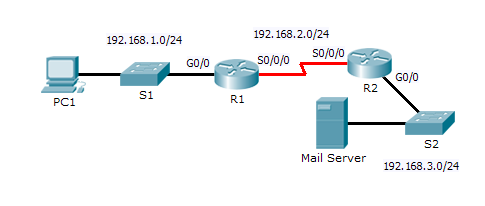 192.168.2.0/24
192.168.1.0/24
S0/0/0
G0/0
S0/0/0
G0/0
PC1
S1
R1
R2
S2
Mail Server
192.168.3.0/24